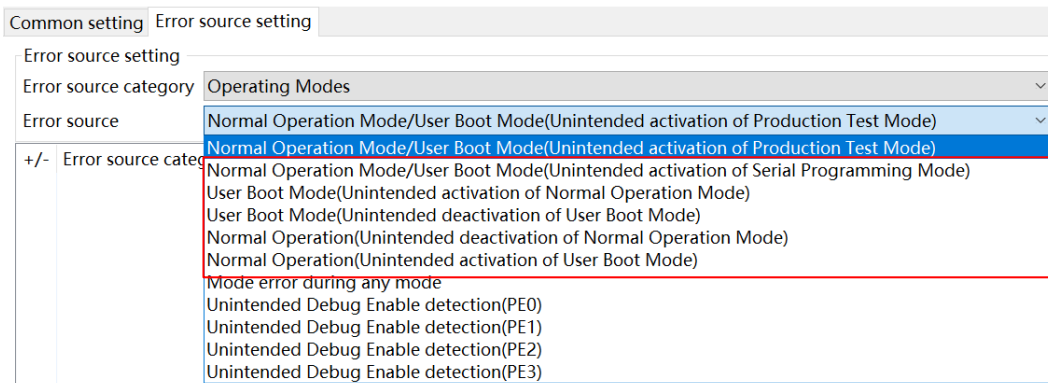 Common setting Error source setting
Error source setting
Error source category Operating Modes
Error source Normal Operation Mode/User Boot Mode(Unintended activation of Production Test Mode)
+/- Error source categ Normal Operation Mode/User Boot Mode(Unintended activation of Production Test Mode)
Normal Operation Mode/User Boot Mode(Unintended activation of Serial Programming Mode)
User Boot Mode(Unintended activation of Normal Operation Mode)
User Boot Mode(Unintended deactivation of User Boot Mode)
Normal Operation(Unintended deactivation of Normal Operation Mode)
Normal Operation(Unintended activation of User Boot Mode)
Mode error during any mode
Unintended Debug Enable detection(PE0)
Unintended Debug Enable detection(PE1)
Unintended Debug Enable detection(PE2)
Unintended Debug Enable detection(PE3)